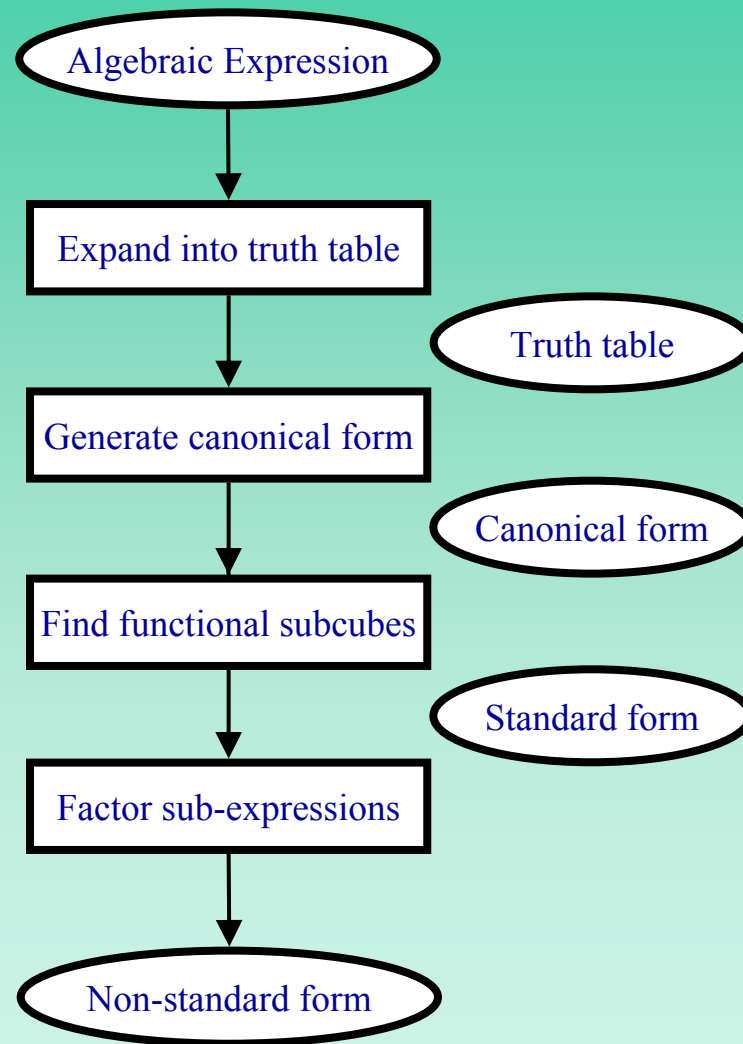 Algebraic Expression
Expand into truth table
Truth table
Generate canonical form
Canonical form
Find functional subcubes
Standard form
Factor sub-expressions
Non-standard form